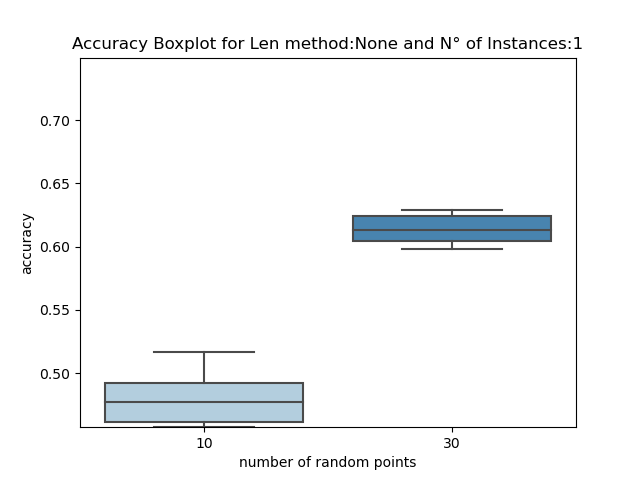 Accuracy Boxplot for Len method:None and N° of Instances:1
0.70
0.65
0.60
0.55
0.50
accuracy
10 30
number of random points